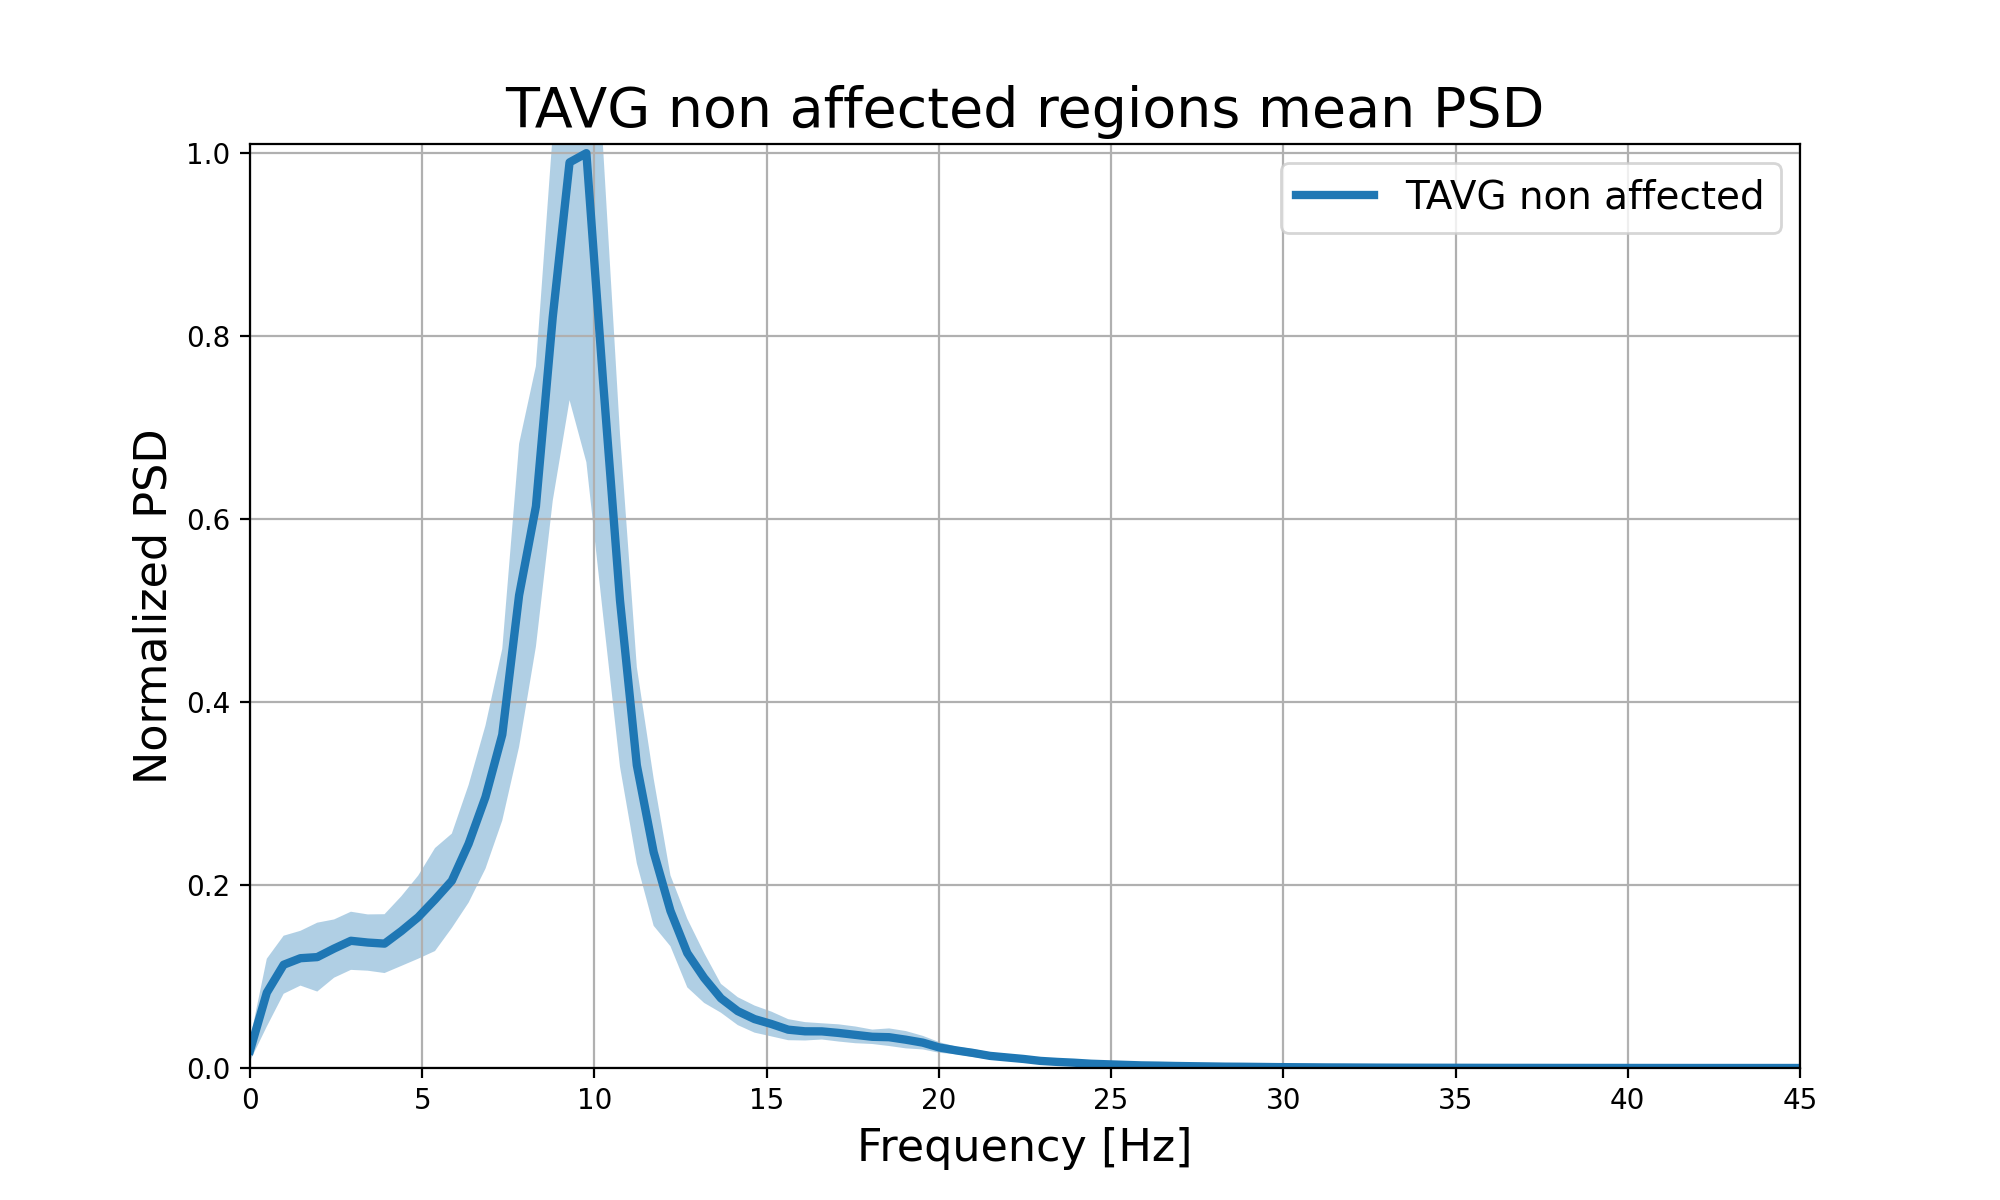 TAVG non affected regions mean PSD
TAVG non affected
Normalized PSD
1.0
0.8
0.6
0.4
0.2
0.0
0 5 10 15 20 25 30 35 40 45
Frequency [Hz]